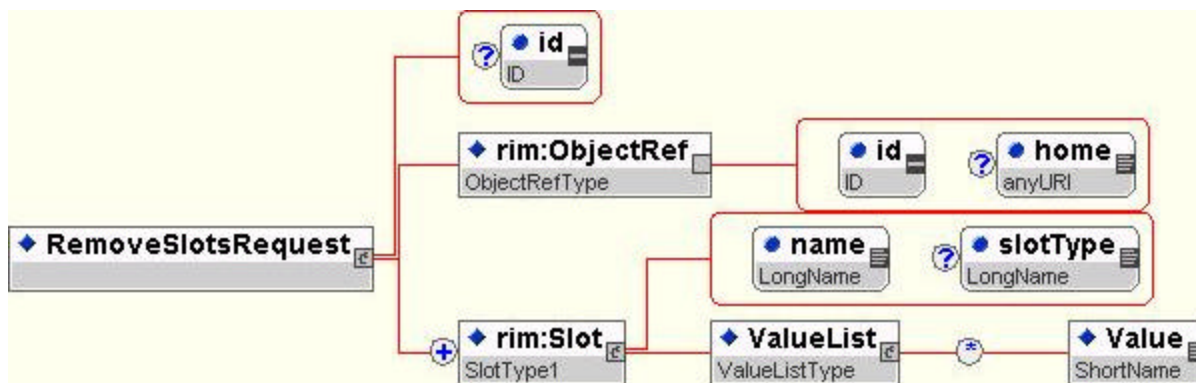 ? id
ID
rim:ObjectRef
ObjectRefType
id
ID
? home
anyURI
RemoveSlotsRequest
name
LongName
? slotType
LongName
+ rim:Slot
SlotType1
ValueList
ValueListType
* Value
ShortName